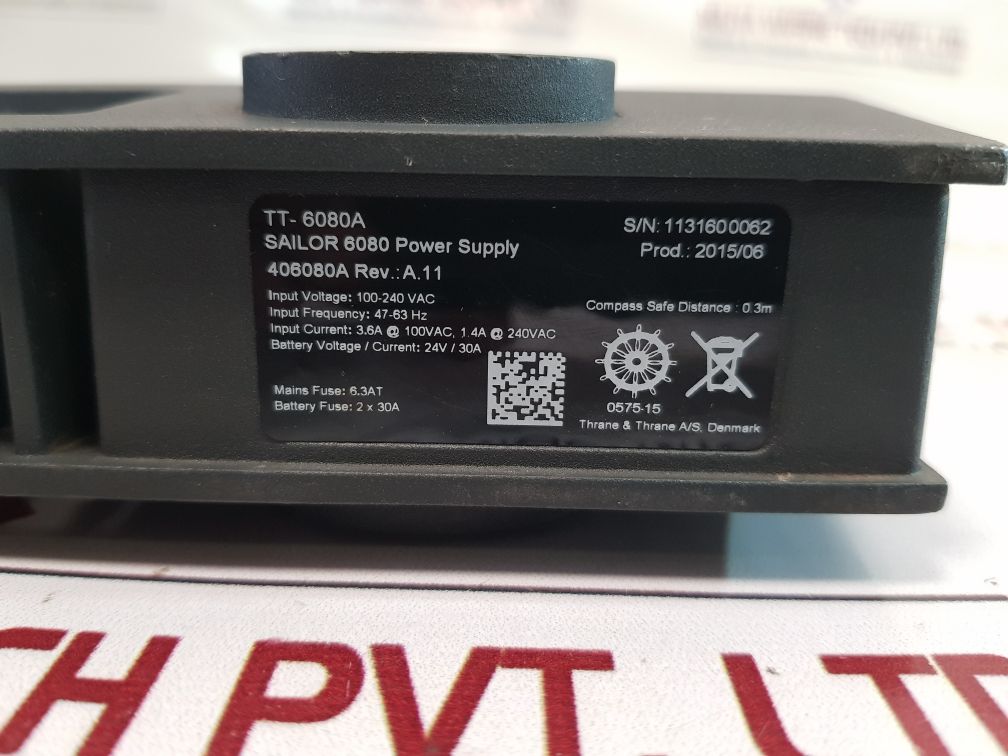 TT- 6080A
SAILOR 6080 Power Supply
406080A Rev.: A.11
S/N: 1131600062
Prod.: 2015/06
Input Voltage: 100-240 VAC
Input Frequency: 47-63 Hz
Input Current: 3.6A @ 100VAC, 1.4A @ 240VAC
Battery Voltage / Current: 24V / 30A
Compass Safe Distance : 0.3m
Mains Fuse: 6.3AT
Battery Fuse: 2 x 30A
0575-15
Thrane & Thrane A/S, Denmark
CH PVT. LTD